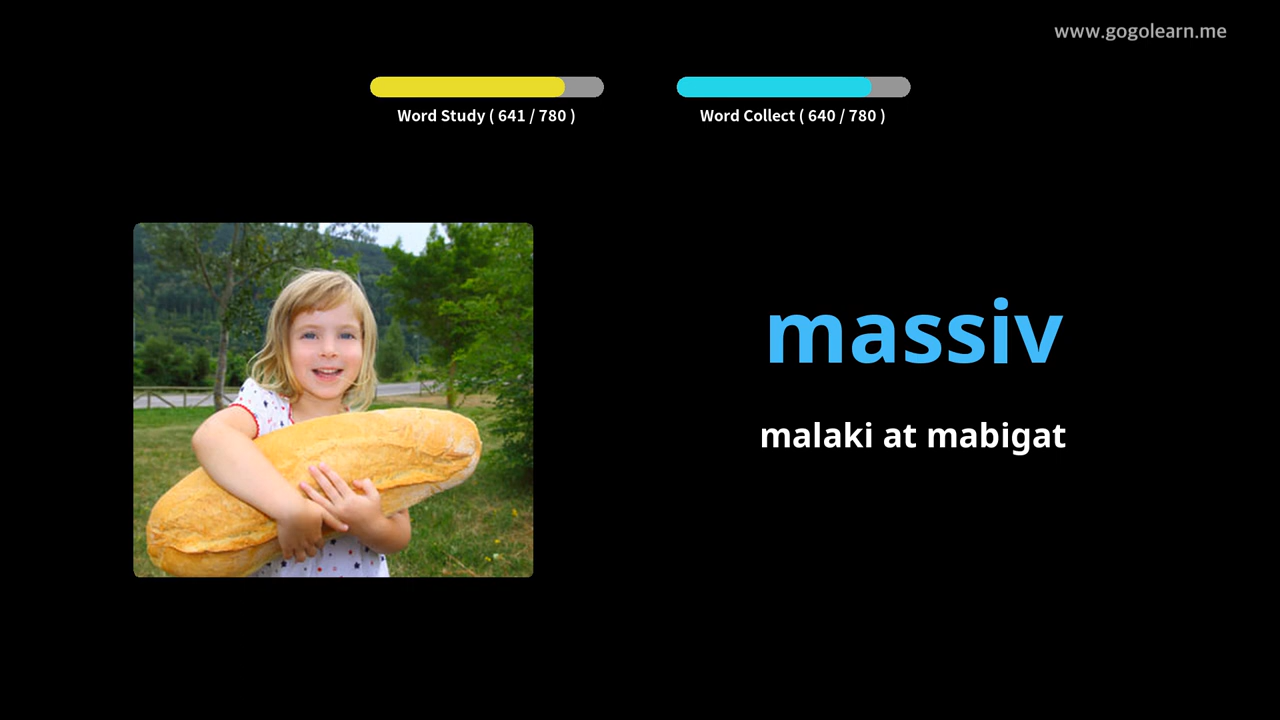 www.gogolearn.me
Word Study ( 641 / 780 )
Word Collect ( 640 / 780 )
massiv
malaki at mabigat